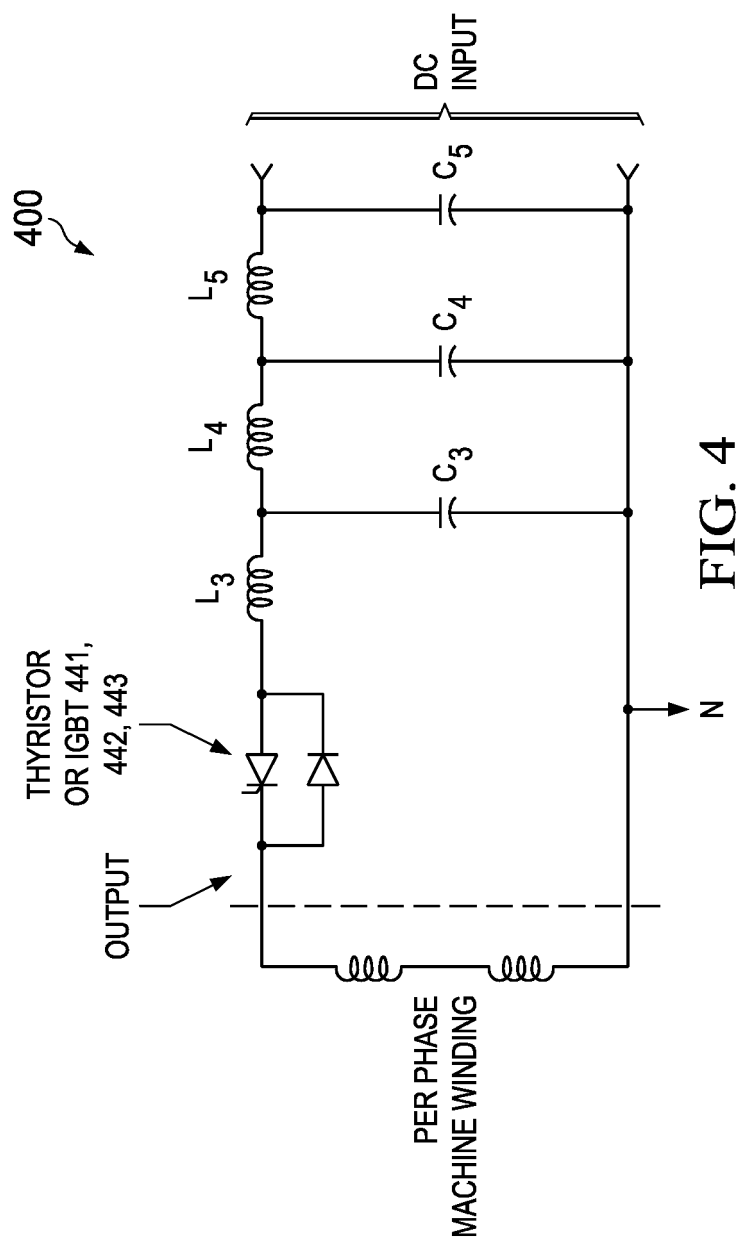 400
THYRISTOR
OR IGBT 441,
442, 443
OUTPUT
L3
L4
L5
DC
INPUT
C3
C4
C5
PER PHASE
MACHINE WINDING
N
FIG. 4